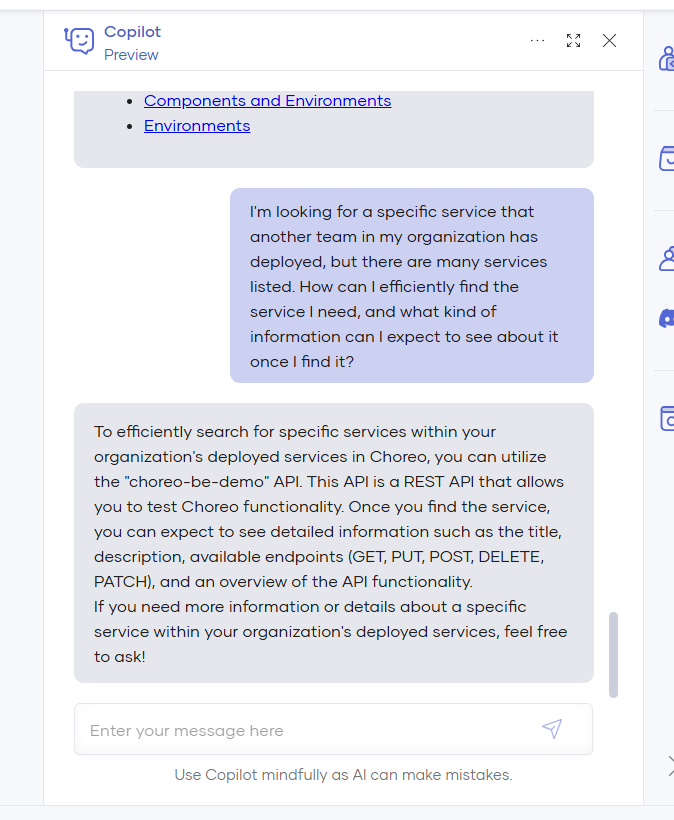 Copilot
Preview
Components and Environments
Environments
I'm looking for a specific service that
another team in my organization has
deployed, but there are many services
listed. How can I efficiently find the
service I need, and what kind of
information can I expect to see about it
once I find it?
To efficiently search for specific services within your
organization's deployed services in Choreo, you can utilize
the "choreo-be-demo" API. This API is a REST API that allows
you to test Choreo functionality. Once you find the service,
you can expect to see detailed information such as the title,
description, available endpoints (GET, PUT, POST, DELETE,
PATCH), and an overview of the API functionality.
If you need more information or details about a specific
service within your organization's deployed services, feel free
to ask!
Enter your message here
Use Copilot mindfully as AI can make mistakes.